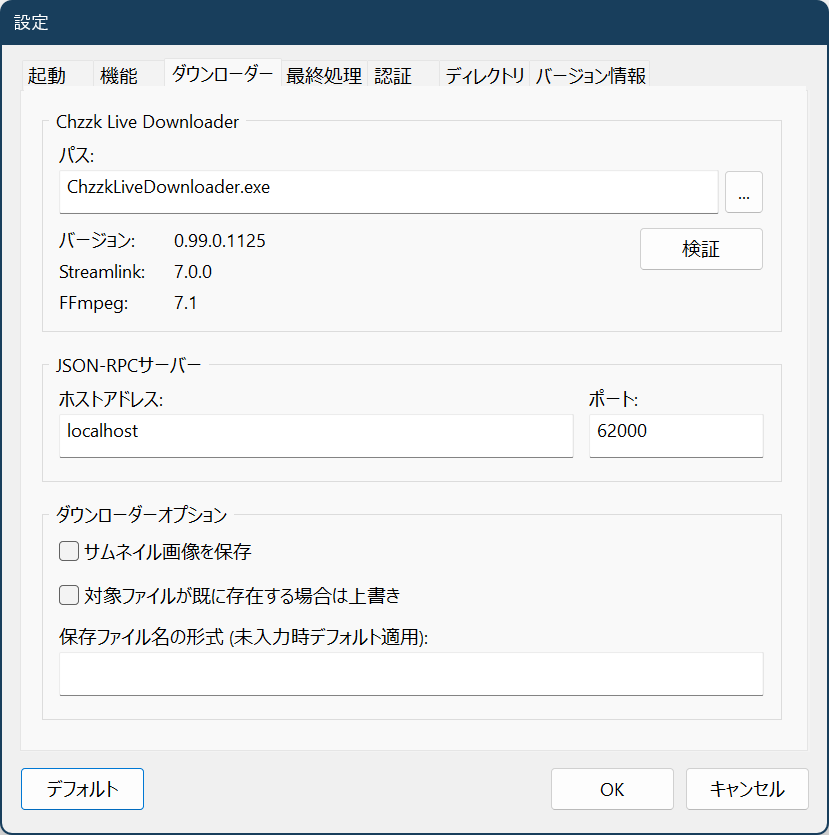 設定
起動 機能 ダウンローダー 最終処理 認証 ディレクトリ バージョン情報
Chzzk Live Downloader
パス:
ChzzkLiveDownloader.exe ...
バージョン: 0.99.0.1125 検証
Streamlink: 7.0.0
FFmpeg: 7.1
JSON-RPCサーバー
ホストアドレス: ポート:
localhost 62000
ダウンローダーオプション
サムネイル画像を保存
対象ファイルが既に存在する場合は上書き
保存ファイル名の形式 (未入力時デフォルト適用):
デフォルト OK キャンセル